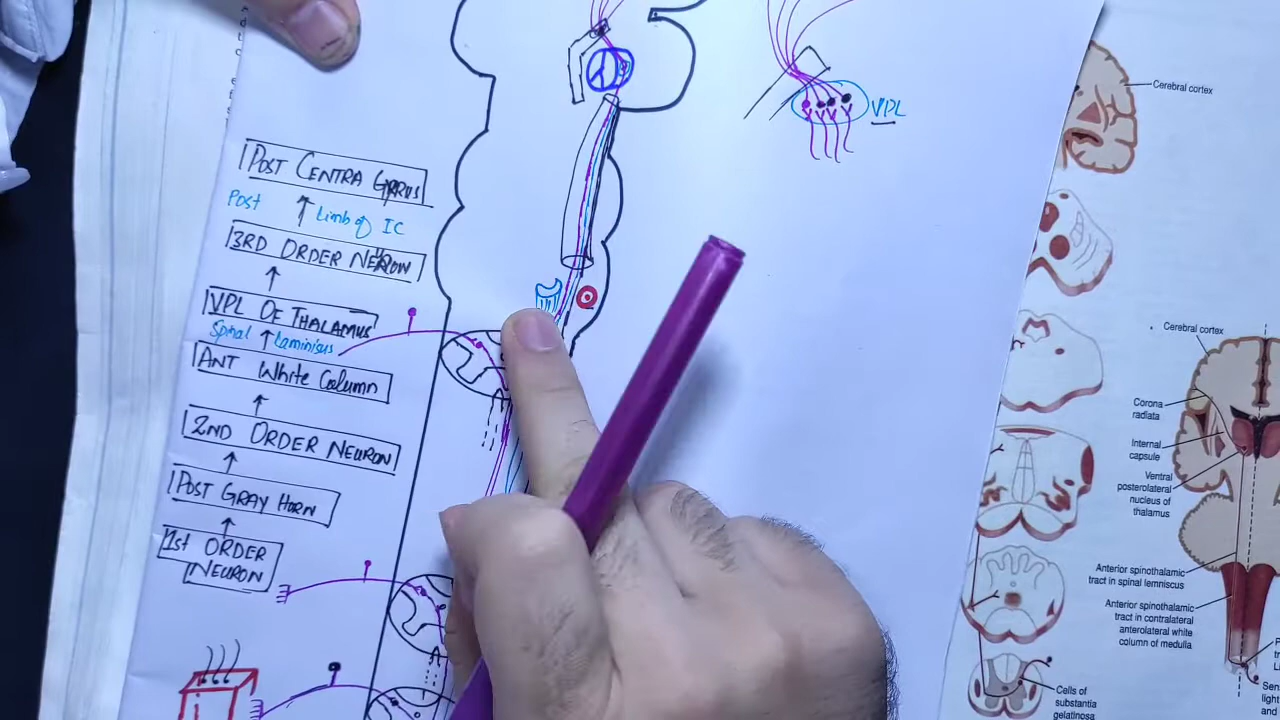 POST CENTRA GYRUS
Post
Limb of IC
3RD ORDER NEURON
VPL OF THALAMUS
Spinal
Laminisus
ANT White Column
2ND ORDER NEURON
POST GRAY HORN
1st ORDER
NEURON
VPL
Cerebral cortex
Cerebral cortex
Corona
radiata
Internal
capsule
Ventral
posterolateral
nucleus of
thalamus
Anterior spinothalamic
tract in spinal lemniscus
Anterior spinothalamic
tract in contralateral
anterolateral white
column of medulla
Cells of
substantia
gelatinosa
light
and